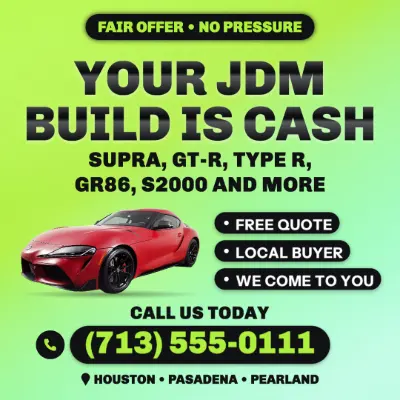 FAIR OFFER • NO PRESSURE
YOUR JDM
BUILD IS CASH
SUPRA, GT-R, TYPE R,
GR86, S2000 AND MORE
• FREE QUOTE
• LOCAL BUYER
• WE COME TO YOU
CALL US TODAY
(713) 555-0111
HOUSTON • PASADENA • PEARLAND